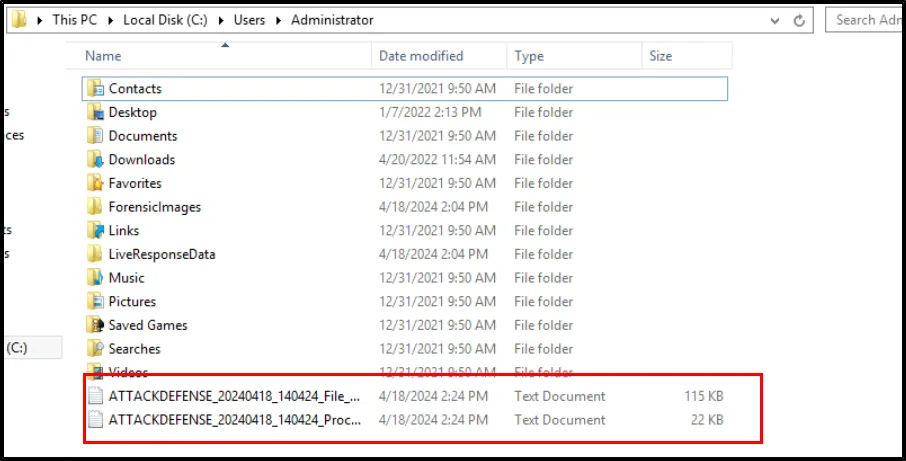 This PC Local Disk (C:) Users Administrator Search Adm
Name Date modified Type Size
Contacts 12/31/2021 9:50 AM File folder
Desktop 1/7/2022 2:13 PM File folder
Documents 12/31/2021 9:50 AM File folder
Downloads 4/20/2022 11:54 AM File folder
Favorites 12/31/2021 9:50 AM File folder
ForensicImages 4/18/2024 2:04 PM File folder
Links 12/31/2021 9:50 AM File folder
LiveResponseData 4/18/2024 2:04 PM File folder
Music 12/31/2021 9:50 AM File folder
Pictures 12/31/2021 9:50 AM File folder
Saved Games 12/31/2021 9:50 AM File folder
(C:) Searches 12/31/2021 9:50 AM File folder
Videos 12/31/2021 9:50 AM File folder
ATTACKDEFENSE_20240418_140424_File_... 4/18/2024 2:24 PM Text Document 115 KB
ATTACKDEFENSE_20240418_140424_Proc... 4/18/2024 2:24 PM Text Document 22 KB